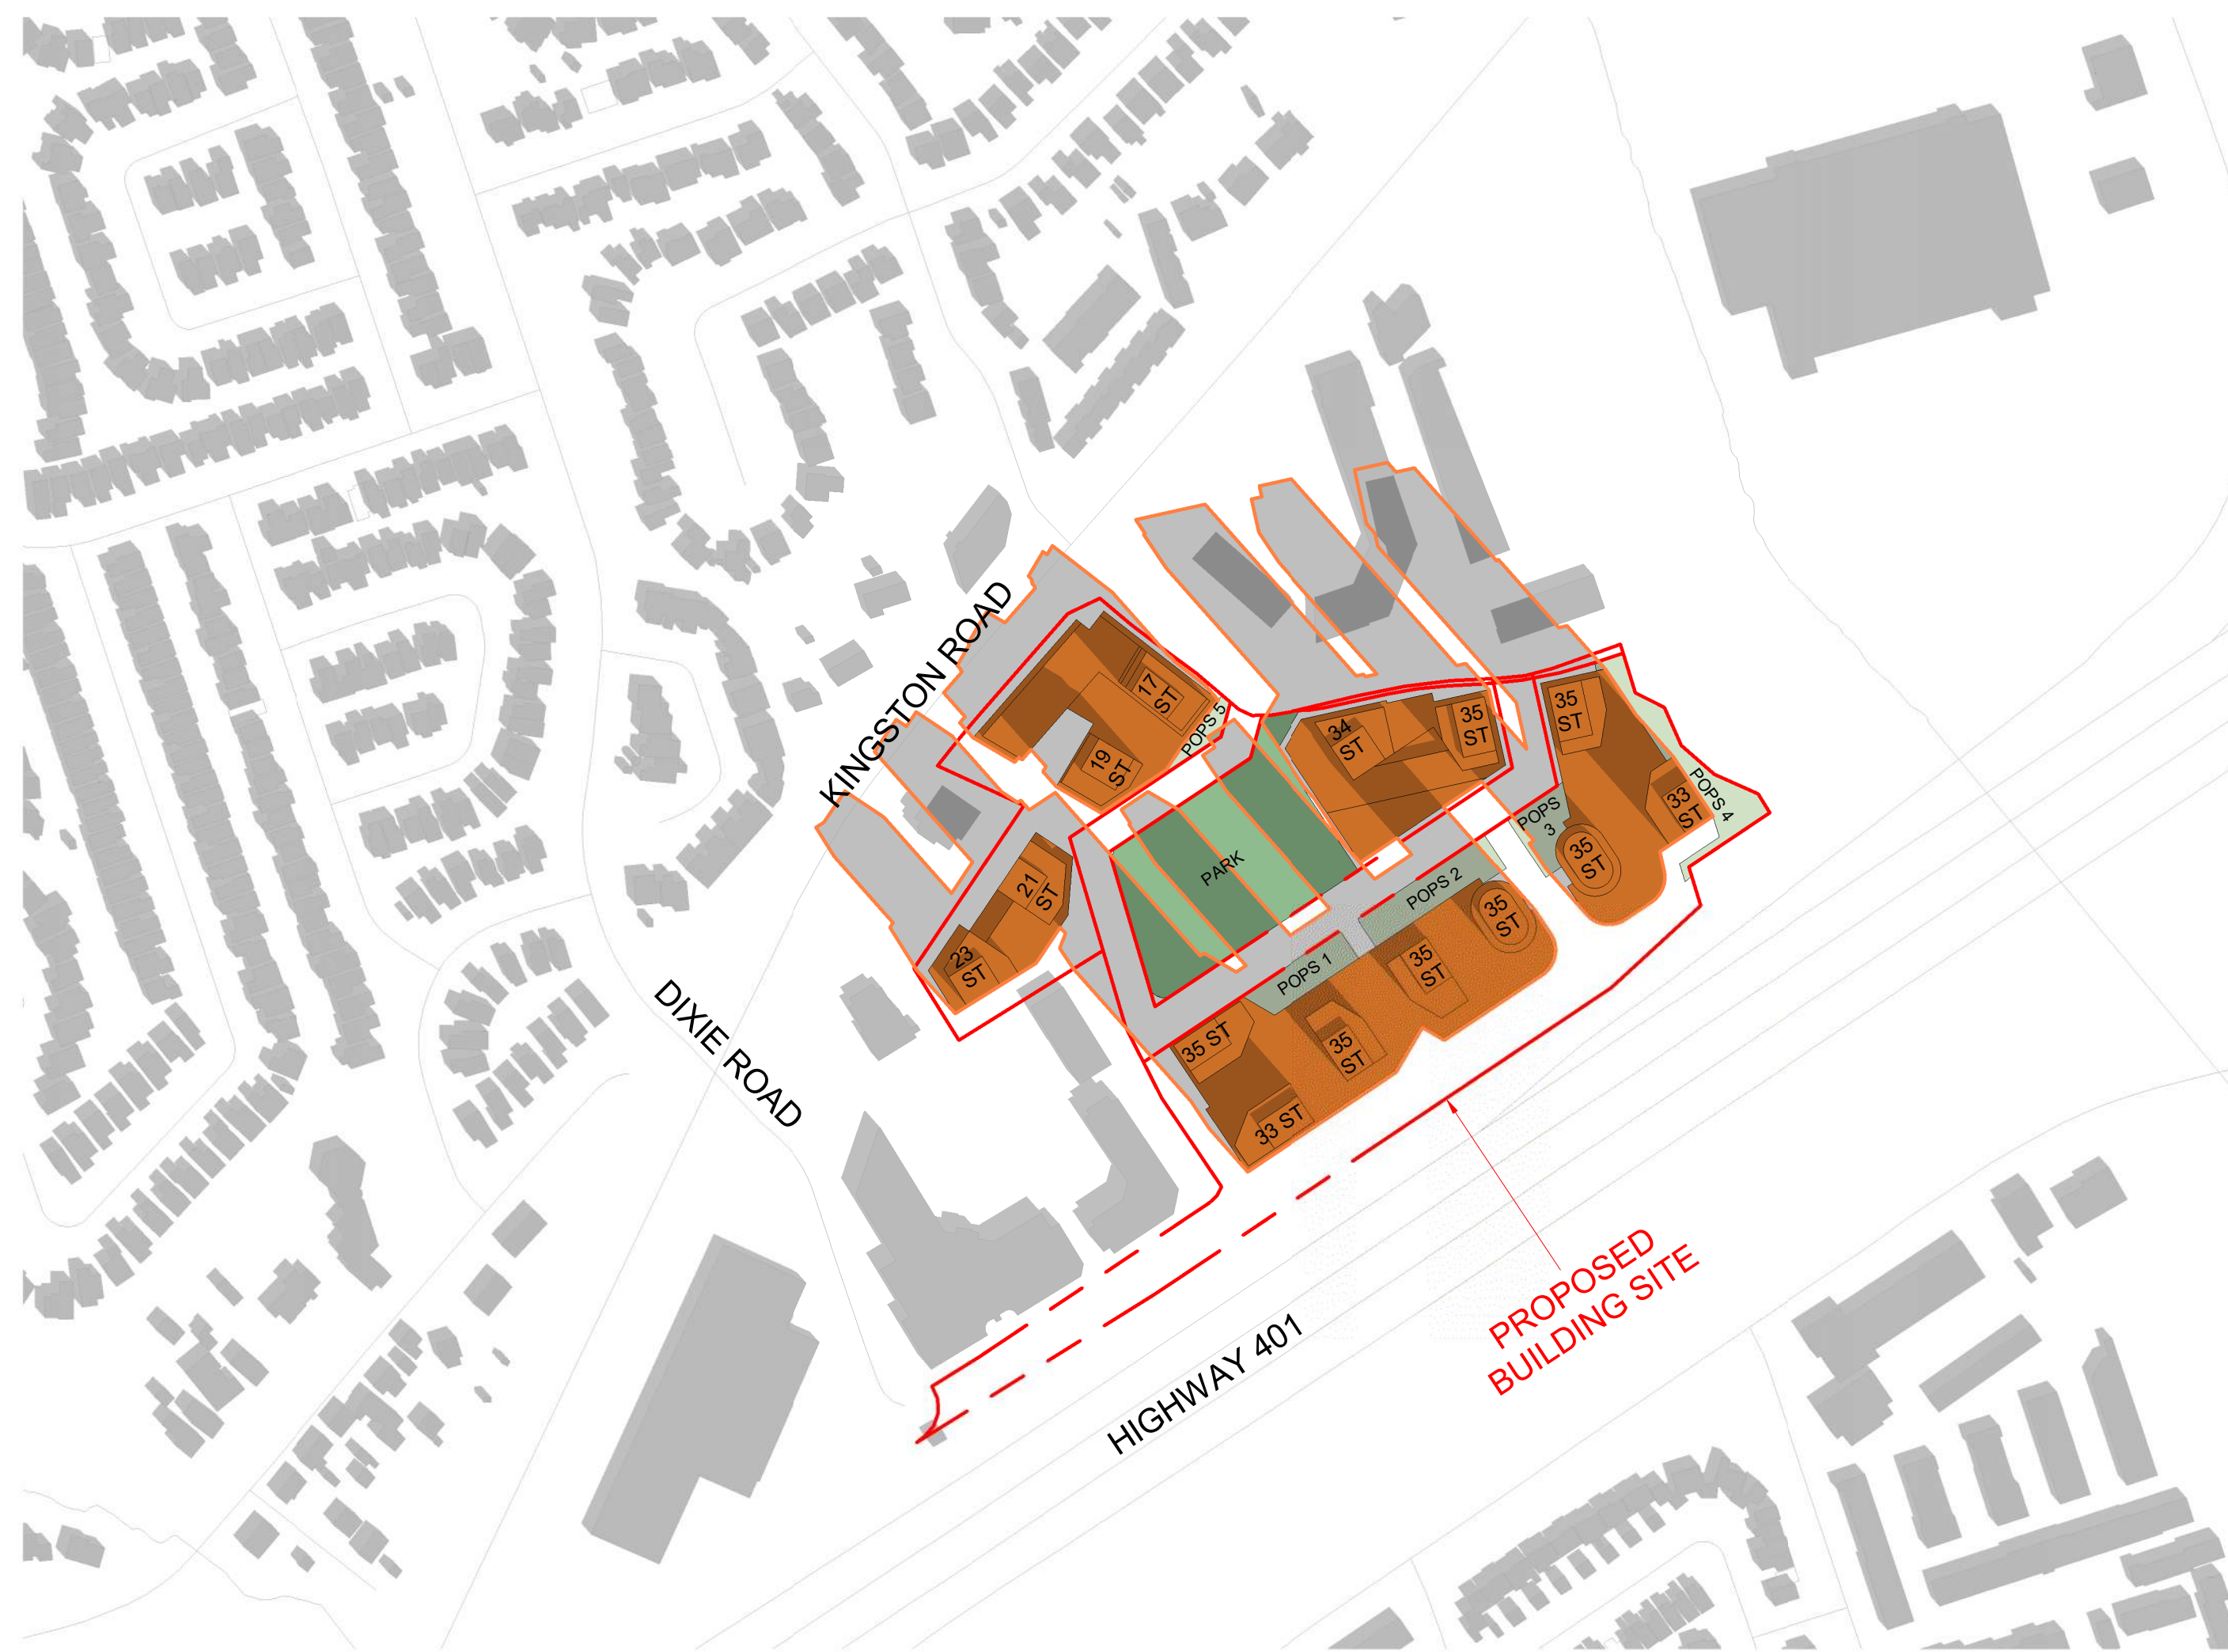 KINGSTON ROAD
DIXIE ROAD
HIGHWAY 401
PROPOSED
BUILDING SITE
17
ST
19
ST
POPS 5
21
ST
23
ST
PARK
34
ST
35
ST
35
ST
33
ST
POPS 4
POPS
3
35
ST
POPS 2
35
ST
POPS 1
35
ST
35 ST
35
ST
33 ST